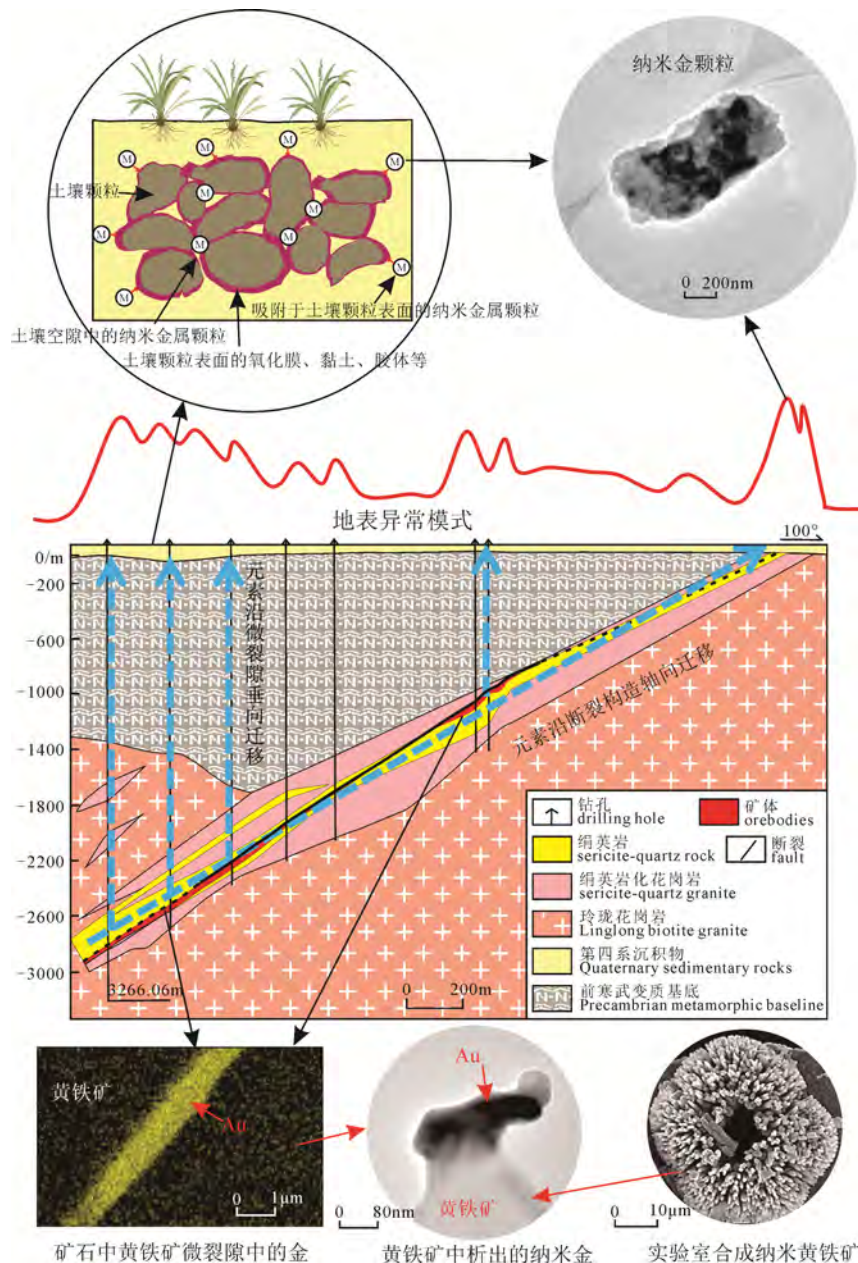 纳米金颗粒
M
M
M
M
M
M
M
M
M
M
土壤颗粒
0 200nm
吸附于土壤颗粒表面的纳米金属颗粒
土壤空隙中的纳米金属颗粒
土壤颗粒表面的氧化膜、黏土、胶体等
地表异常模式
100°
0/m
-200
-600
-1000
-1400
-1800
-2200
-2600
-3000
元素沿微裂隙垂向迁移
元素沿断裂构造轴向迁移
3266.06m
0 200m
钻孔
drilling hole
矿体
orebodies
绢英岩
sericite-quartz rock
断裂
fault
绢英岩化花岗岩
sericite-quartz granite
玲珑花岗岩
Linglong biotite granite
第四系沉积物
Quaternary sedimentary rocks
前寒武变质基底
Precambrian metamorphic baseline
黄铁矿
Au
0 1μm
Au
黄铁矿
0 80nm
0 10μm
矿石中黄铁矿微裂隙中的金
黄铁矿中析出的纳米金
实验室合成纳米黄铁矿